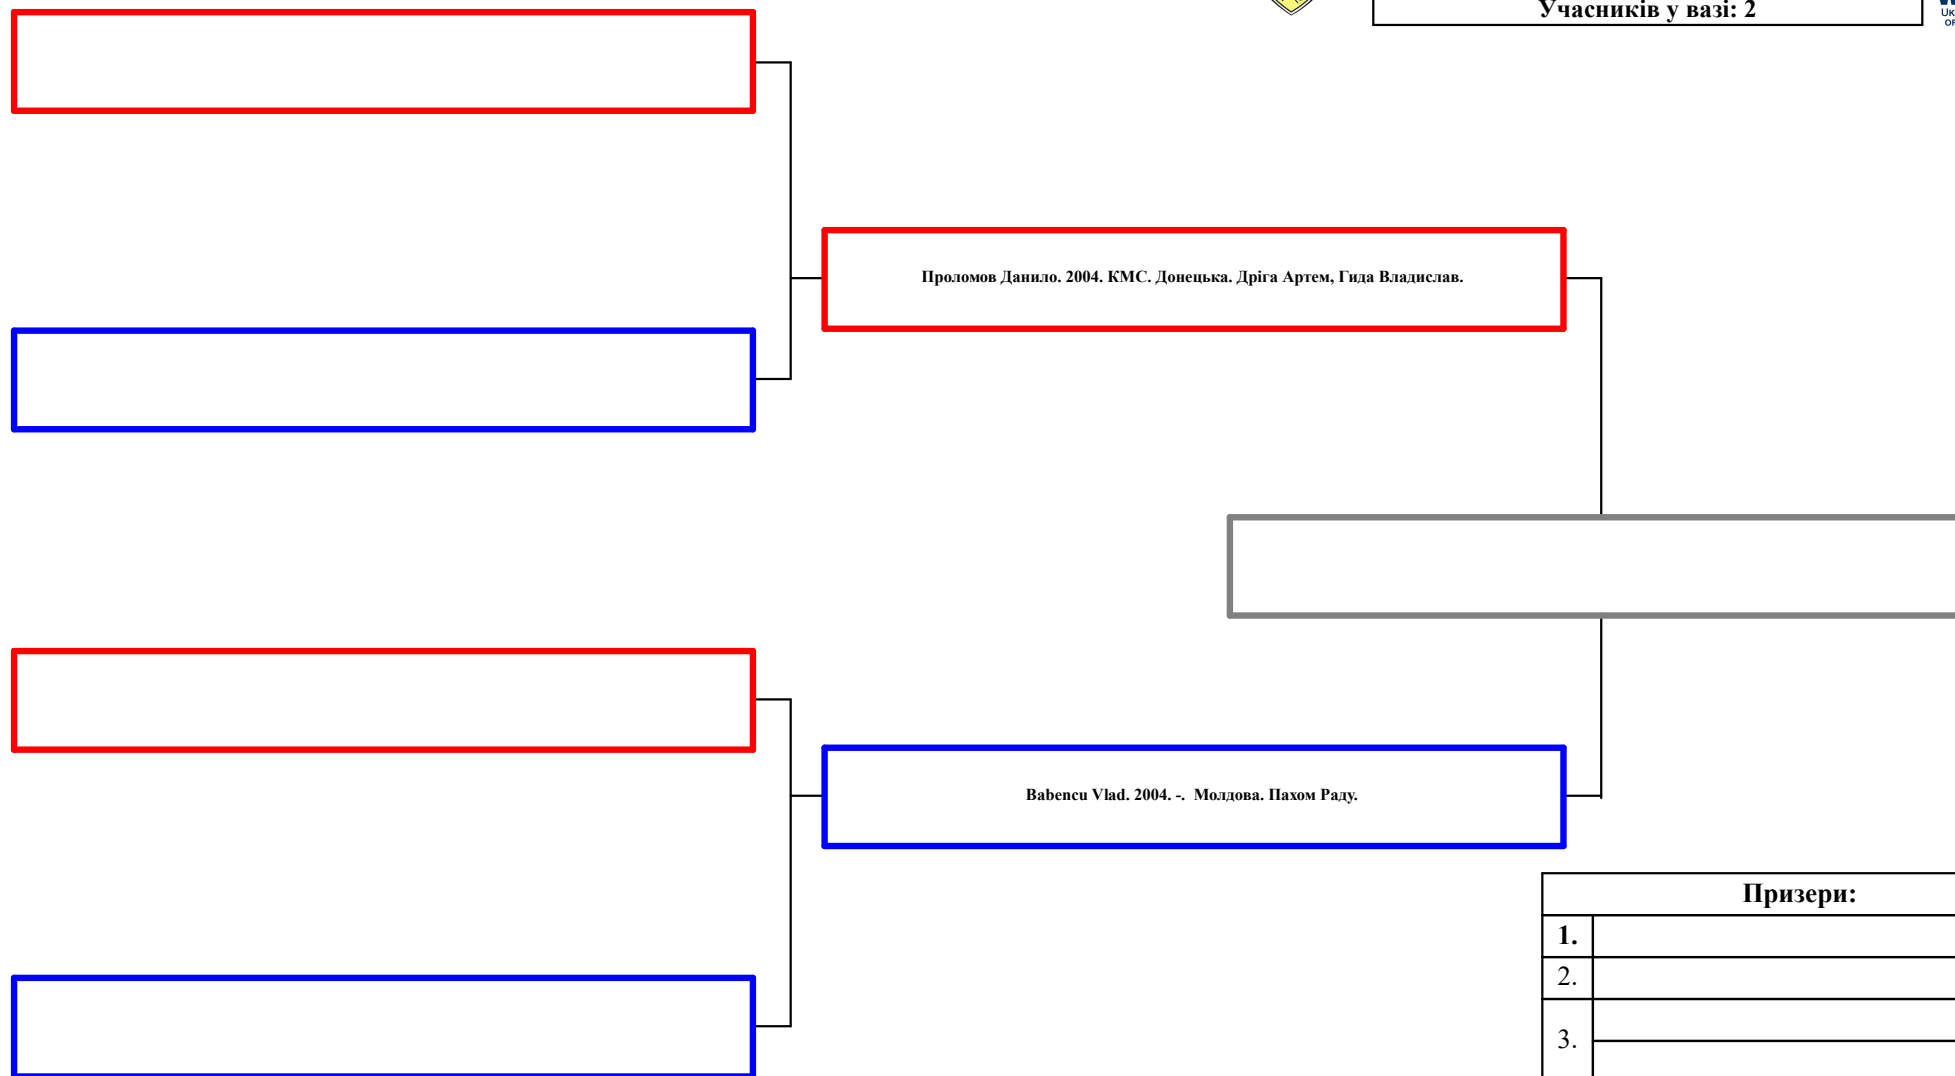 Учасників у вазі: 2
Проломов Данило. 2004. КМС. Донецька. Дріга Артем, Гида Владислав.
Babencu Vlad. 2004. -. Молдова. Пахом Раду.
Призери:
1.
2.
3.